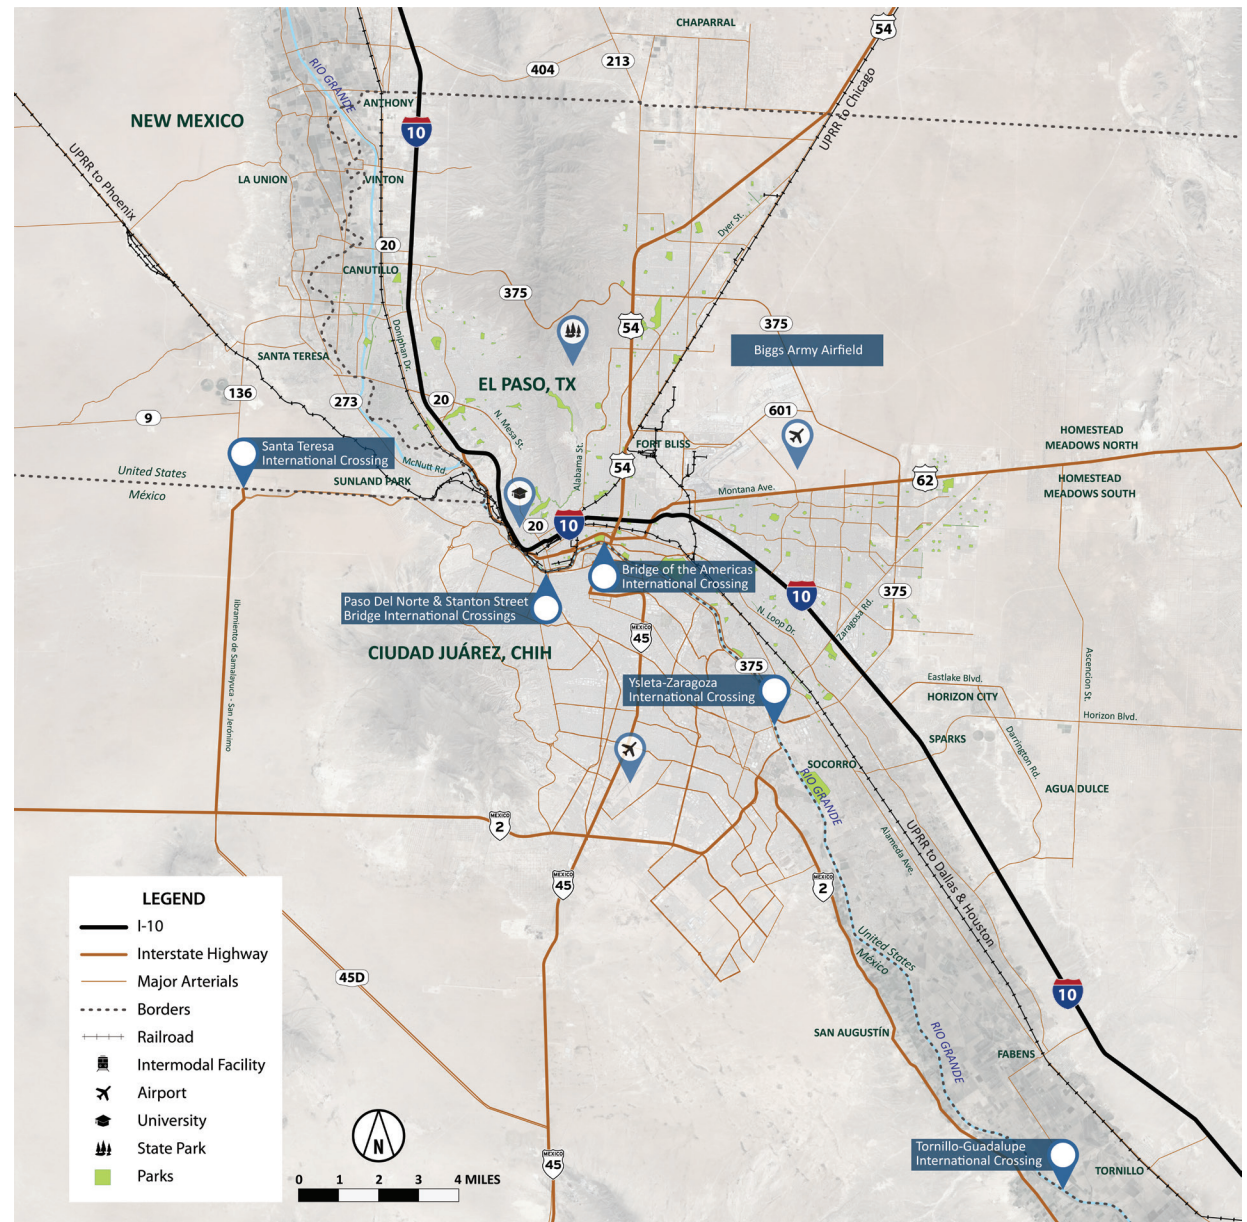 CHAPARRAL
54
213
404
RIO GRANDE
ANTHONY
NEW MEXICO
10
UPRR to Chicago
UPRR to Phoenix
LA UNION
VINTON
Dyer St.
20
CANUTILLO
375
54
375
Biggs Army Airfield
Doniphan Dr.
SANTA TERESA
EL PASO, TX
136
273
20
9
N. Mesa St.
601
HOMESTEAD
MEADOWS NORTH
Santa Teresa
International Crossing
McNutt Rd.
Alabama St.
FORT BLISS
54
United States
México
SUNLAND PARK
62
HOMESTEAD
MEADOWS SOUTH
Montana Ave.
20
10
Bridge of the Americas
International Crossing
10
375
Paso Del Norte & Stanton Street
Bridge International Crossings
MEXICO
45
N. Loop Dr.
Zaragosa Rd.
CIUDAD JUÁREZ, CHIH
375
Ysleta-Zaragoza
International Crossing
Eastlake Blvd.
HORIZON CITY
Ascencion St.
Horizon Blvd.
libramiento de Samalayuca - San Jerónimo
SPARKS
Darrington Rd.
SOCORRO
RIO GRANDE
AGUA DULCE
MEXICO
2
Alameda Ave.
UPRR to Dallas & Houston
MEXICO
45
MEXICO
2
United States
México
LEGEND
I-10
Interstate Highway
Major Arterials
Borders
Railroad
Intermodal Facility
Airport
University
State Park
Parks
45D
10
SAN AUGUSTÍN
RIO GRANDE
FABENS
N
0 1 2 3 4 MILES
MEXICO
45
Tornillo-Guadalupe
International Crossing
TORNILLO